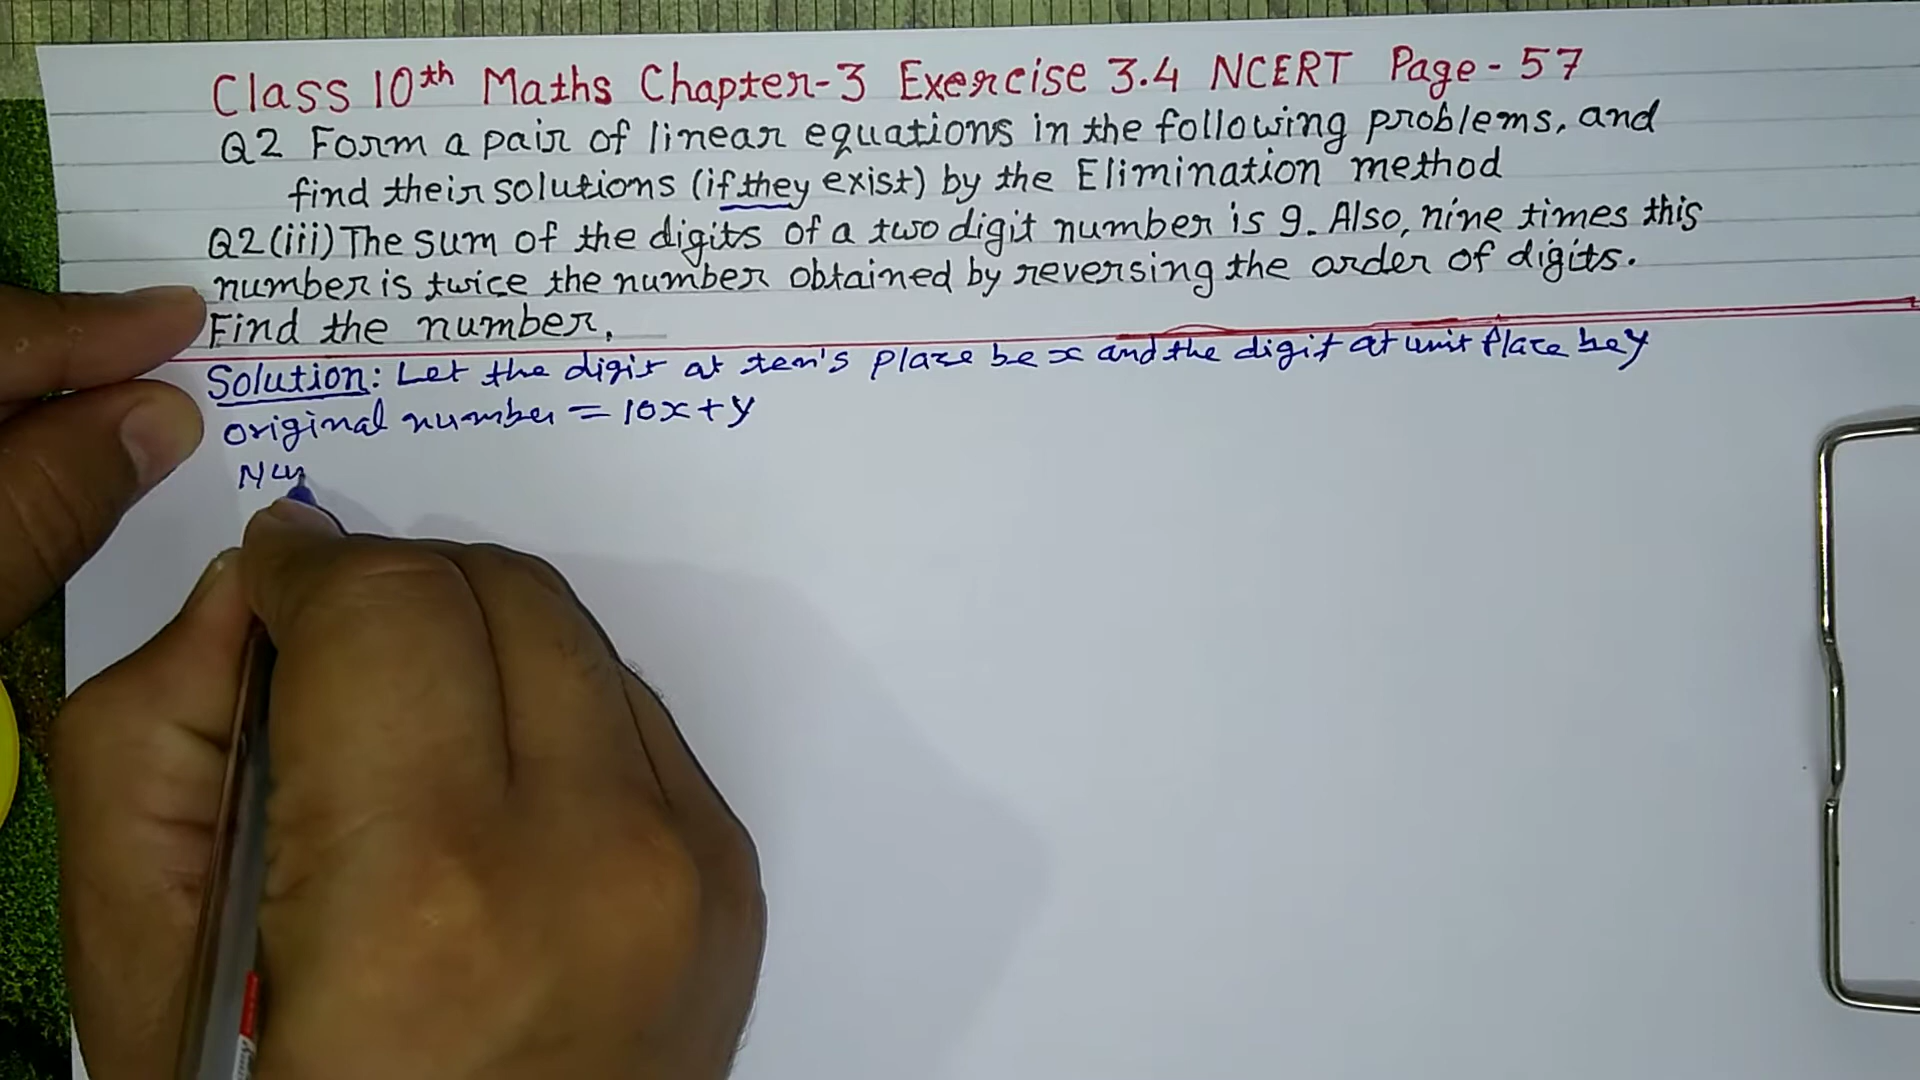 Class 10th Maths Chapter-3 Exercise 3.4 NCERT Page-57
Q2 Form a pair of linear equations in the following problems, and
find their solutions (if they exist) by the Elimination method
Q2(iii) The sum of the digits of a two digit number is 9. Also, nine times this
number is twice the number obtained by reversing the order of digits.
Find the number.
Solution: Let the digit at ten's place be x and the digit at unit place be y
original number = 10x+y
Num